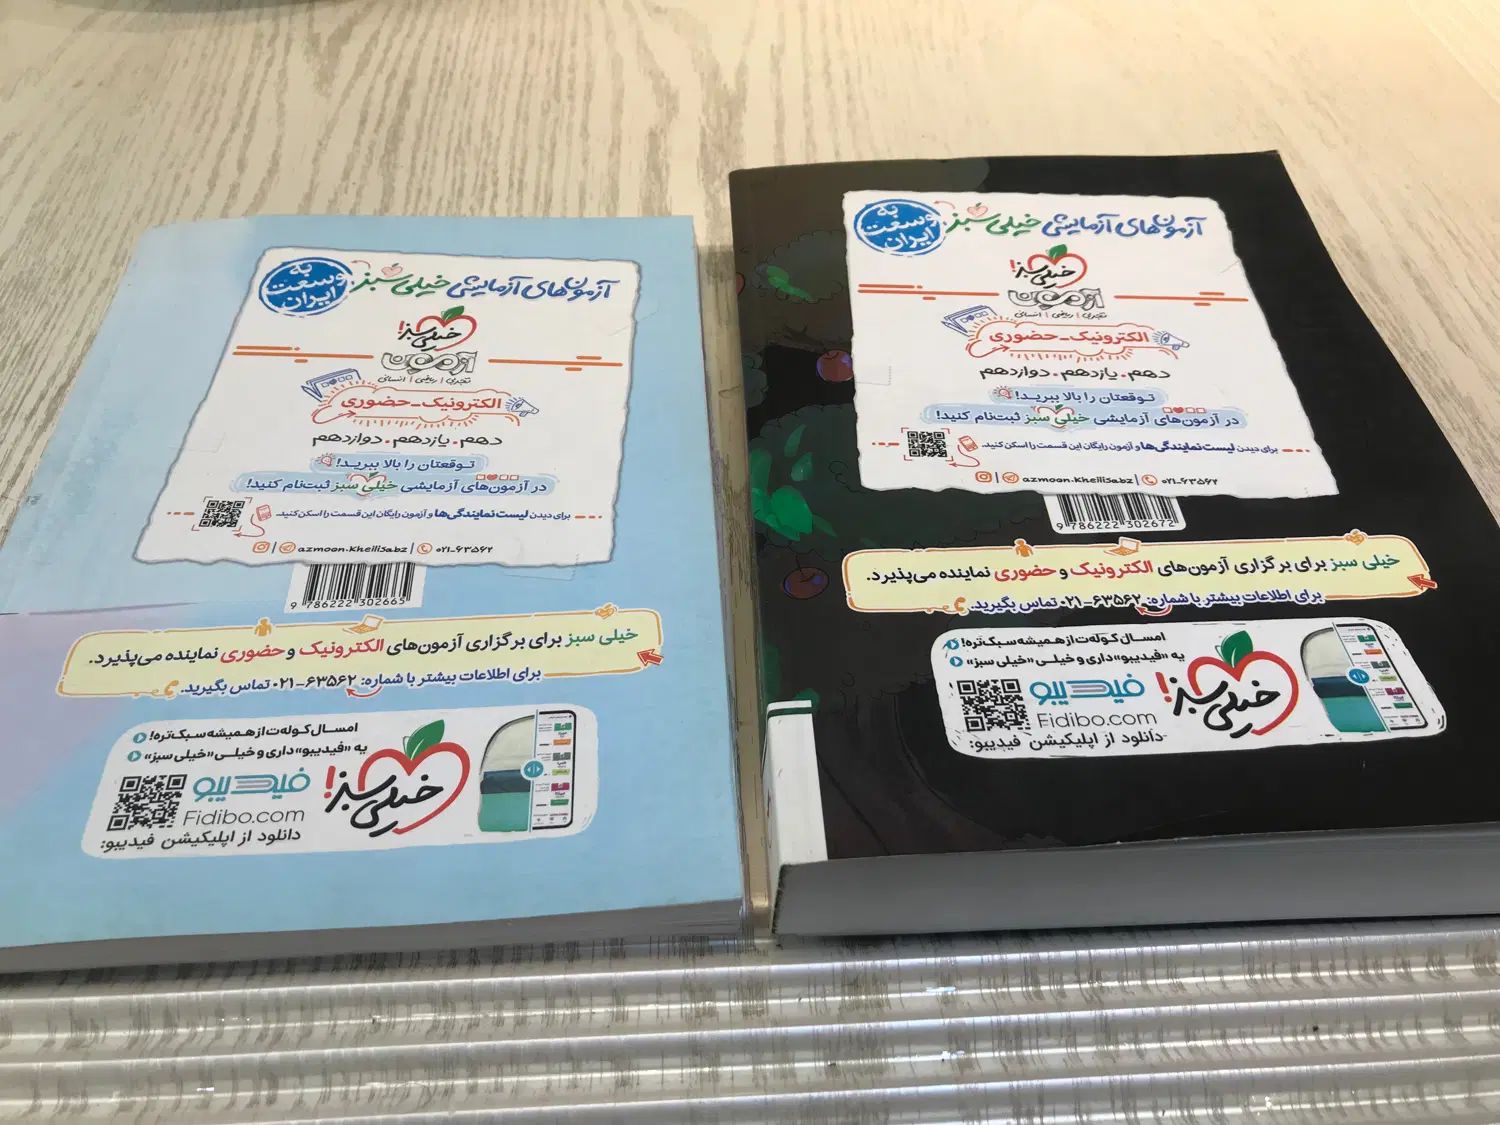 آزمون‌های آزمایشی خیلی سبز
به وسعت ایران
خیلی سبز!
آزمون
تجربی | ریاضی | انسانی
الکترونیک-حضوری
دهم. یازدهم. دوازدهم
توقعتان را بالا ببرید!
در آزمون‌های آزمایشی خیلی سبز ثبت‌نام کنید!
برای دیدن لیست نمایندگی‌ها و آزمون رایگان این قسمت را اسکن کنید.
azmoon.kheilisabz | ۰۲۱-۶۳۵۶۲
9 786222 302665
خیلی سبز برای برگزاری آزمون‌های الکترونیک و حضوری نماینده می‌پذیرد.
برای اطلاعات بیشتر با شماره: ۶۳۵۶۲-۰۲۱ تماس بگیرید.
امسال کوله‌ت از همیشه سبک‌تره!
یه «فیدیبو» داری و خیلی «خیلی سبز»
فیدیبو
Fidibo.com
دانلود از اپلیکیشن فیدیبو:
خیلی سبز!
آزمون‌های آزمایشی خیلی سبز
به وسعت ایران
خیلی سبز!
آزمون
تجربی | ریاضی | انسانی
الکترونیک-حضوری
دهم. یازدهم. دوازدهم
توقعتان را بالا ببرید!
در آزمون‌های آزمایشی خیلی سبز ثبت‌نام کنید!
برای دیدن لیست نمایندگی‌ها و آزمون رایگان این قسمت را اسکن کنید.
azmoon.kheilisabz | ۰۲۱-۶۳۵۶۲
9 786222 302672
خیلی سبز برای برگزاری آزمون‌های الکترونیک و حضوری نماینده می‌پذیرد.
برای اطلاعات بیشتر با شماره: ۶۳۵۶۲-۰۲۱ تماس بگیرید.
امسال کوله‌ت از همیشه سبک‌تره!
یه «فیدیبو» داری و خیلی «خیلی سبز»
فیدیبو
Fidibo.com
دانلود از اپلیکیشن فیدیبو:
خیلی سبز!